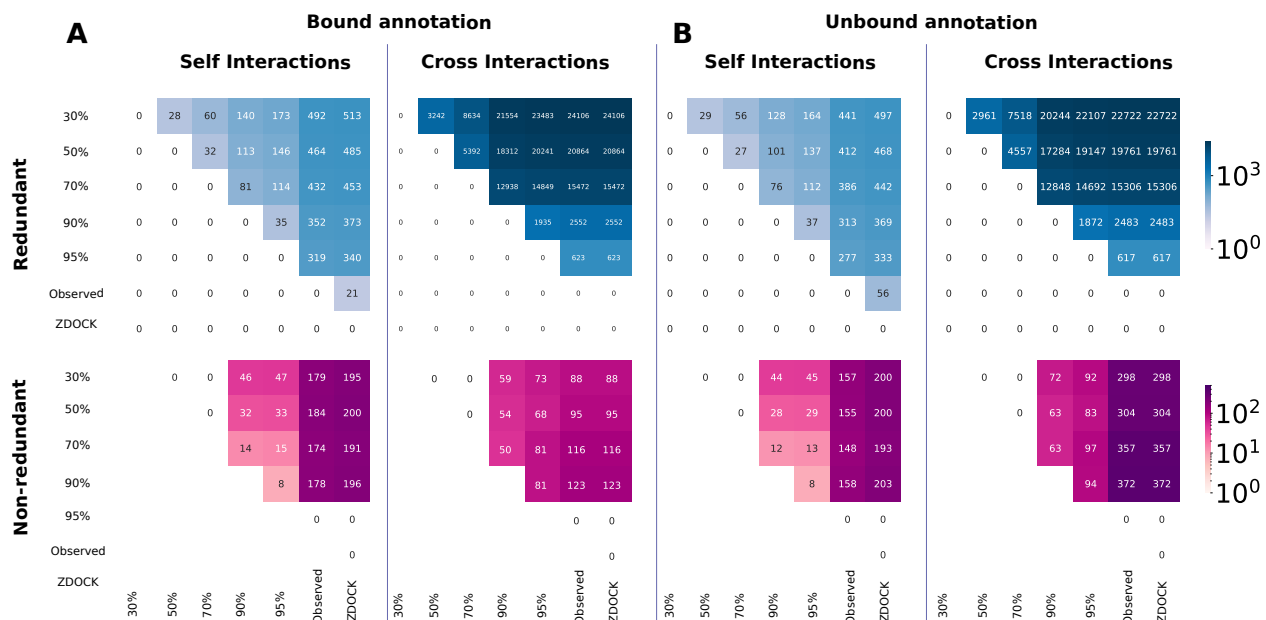 A
Bound annotation
B
Unbound annotation
Self Interactions
Cross Interactions
Self Interactions
Cross Interactions
Redundant
30% 0 28 60 140 173 492 513 0 3242 8634 21554 23483 24106 24106 0 29 56 128 164 441 497 0 2961 7518 20244 22107 22722 22722
50% 0 0 32 113 146 464 485 0 0 5392 18312 20241 20864 20864 0 0 27 101 137 412 468 0 0 4557 17284 19147 19761 19761
70% 0 0 0 81 114 432 453 0 0 0 12938 14849 15472 15472 0 0 0 76 112 386 442 0 0 0 12848 14692 15306 15306
90% 0 0 0 0 35 352 373 0 0 0 0 1935 2552 2552 0 0 0 0 37 313 369 0 0 0 0 1872 2483 2483
95% 0 0 0 0 0 319 340 0 0 0 0 0 623 623 0 0 0 0 0 277 333 0 0 0 0 0 617 617
Observed 0 0 0 0 0 0 21 0 0 0 0 0 0 0 0 0 0 0 0 0 56 0 0 0 0 0 0 0
ZDOCK 0 0 0 0 0 0 0 0 0 0 0 0 0 0 0 0 0 0 0 0 0 0 0 0 0 0 0 0
10³
10⁰
Non-redundant
30% 0 0 46 47 179 195 0 0 59 73 88 88 0 0 44 45 157 200 0 0 72 92 298 298
50% 0 32 33 184 200 0 54 68 95 95 0 28 29 155 200 0 63 83 304 304
70% 14 15 174 191 50 81 116 116 12 13 148 193 63 97 357 357
90% 8 178 196 81 123 123 8 158 203 94 372 372
95% 0 0 0 0 0 0 0 0
Observed 0 0 0 0
ZDOCK
10²
10¹
10⁰
30% 50% 70% 90% 95% Observed ZDOCK 30% 50% 70% 90% 95% Observed ZDOCK 30% 50% 70% 90% 95% Observed ZDOCK 30% 50% 70% 90% 95% Observed ZDOCK